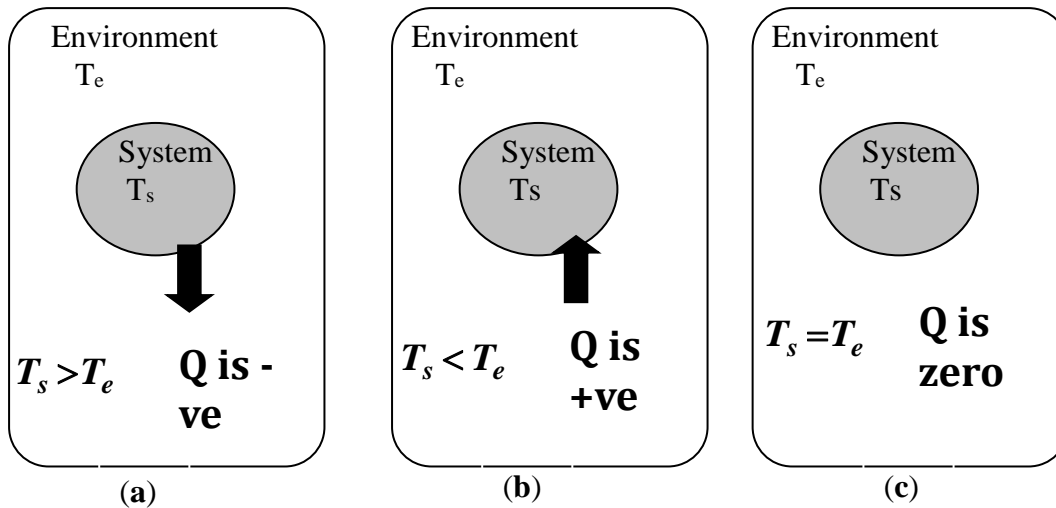 Environment
Te
System
Ts
Ts > Te
Q is -
ve
(a)
Environment
Te
System
Ts
Ts < Te
Q is
+ve
(b)
Environment
Te
System
Ts
Ts = Te
Q is
zero
(c)